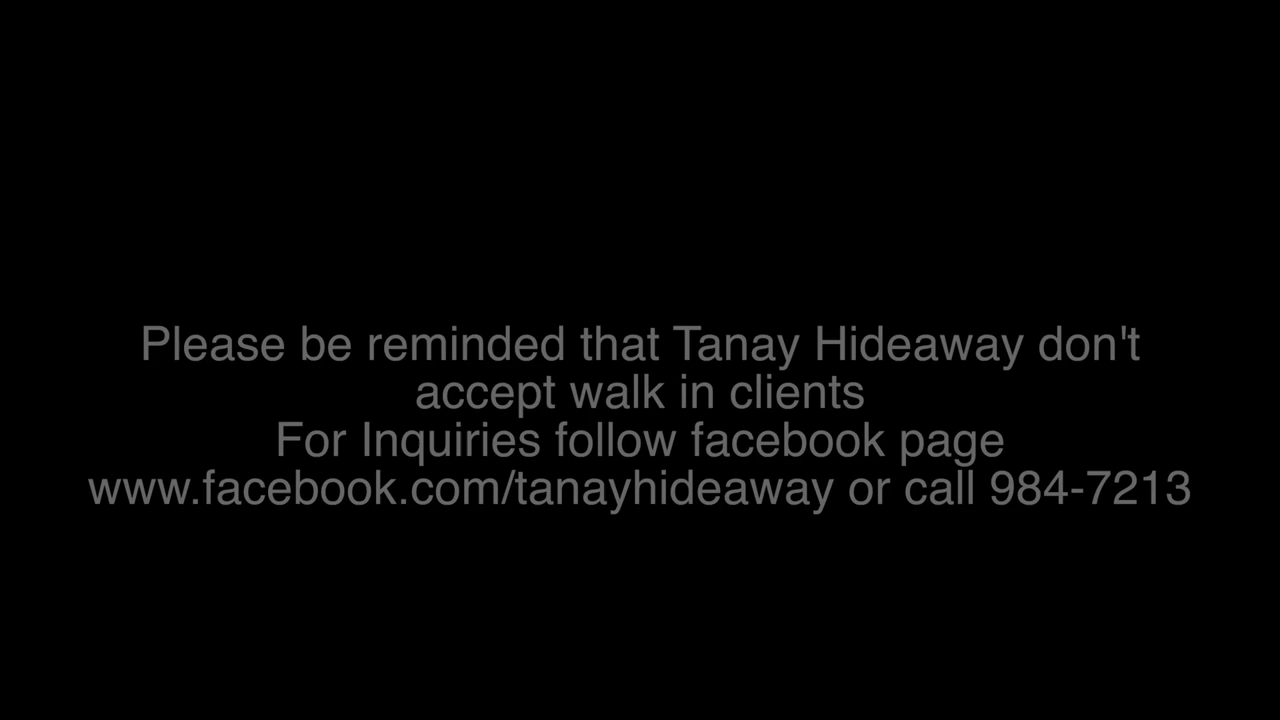 Please be reminded that Tanay Hideaway don't
accept walk in clients
For Inquiries follow facebook page
www.facebook.com/tanayhideaway or call 984-7213